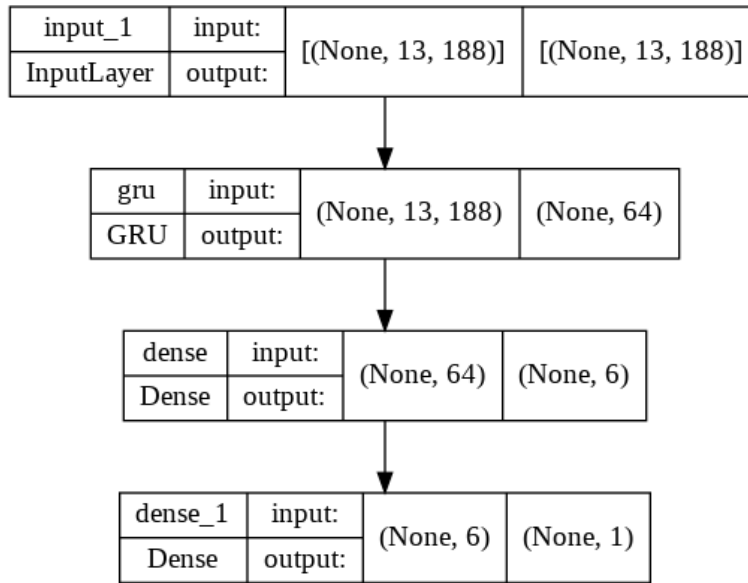 input_1 input: [(None, 13, 188)] [(None, 13, 188)]
InputLayer output:
gru input: (None, 13, 188) (None, 64)
GRU output:
dense input: (None, 64) (None, 6)
Dense output:
dense_1 input: (None, 6) (None, 1)
Dense output: